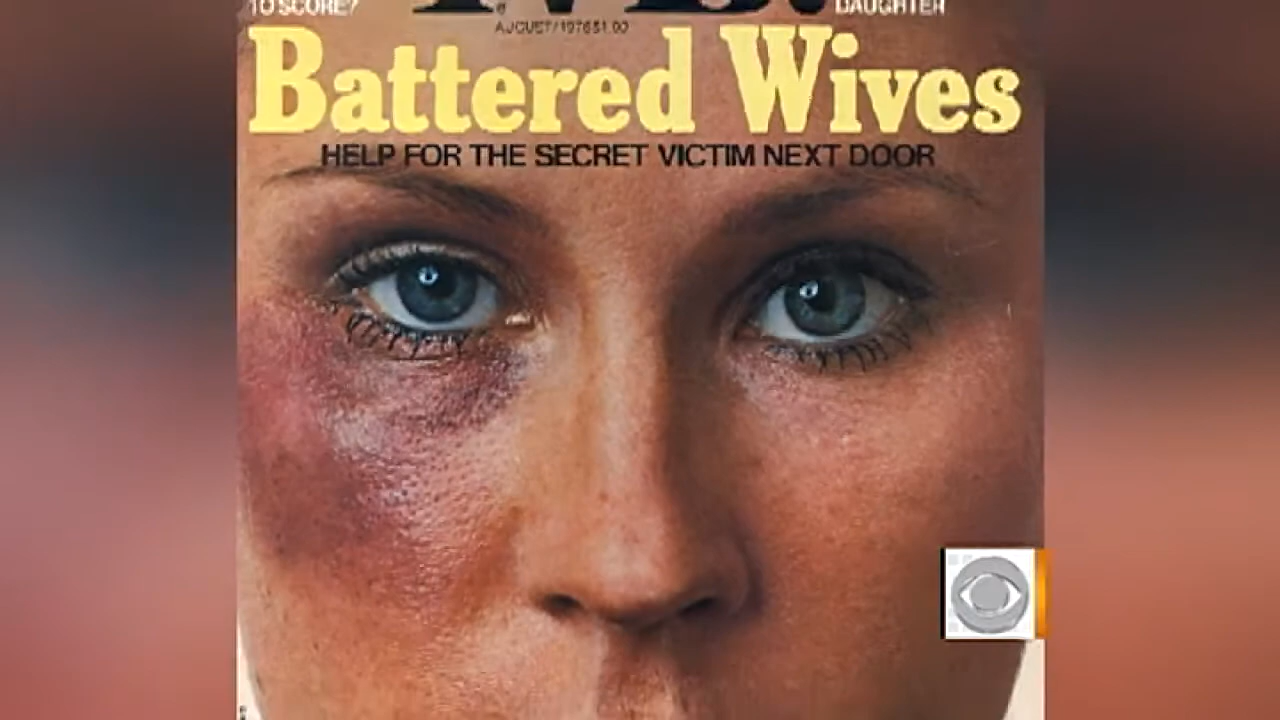 TO SCORE? DAUGHTER
AUGUST/1976 $1.00
Battered Wives
HELP FOR THE SECRET VICTIM NEXT DOOR